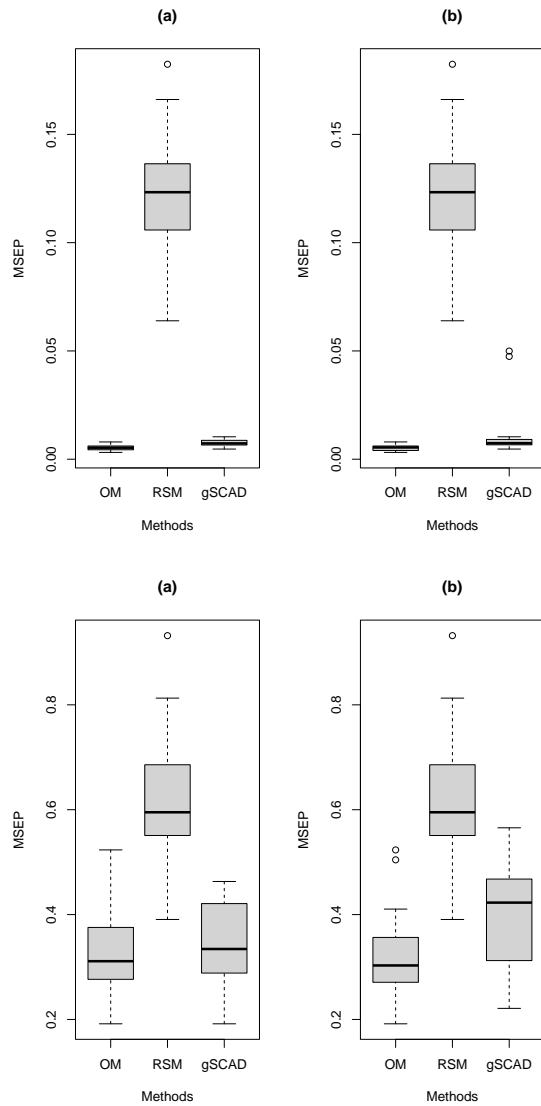 (a)
MSEP
0.15
0.10
0.05
0.00
OM RSM gSCAD
Methods
(b)
MSEP
0.15
0.10
0.05
0.00
OM RSM gSCAD
Methods
(a)
MSEP
0.8
0.6
0.4
0.2
OM RSM gSCAD
Methods
(b)
MSEP
0.8
0.6
0.4
0.2
OM RSM gSCAD
Methods